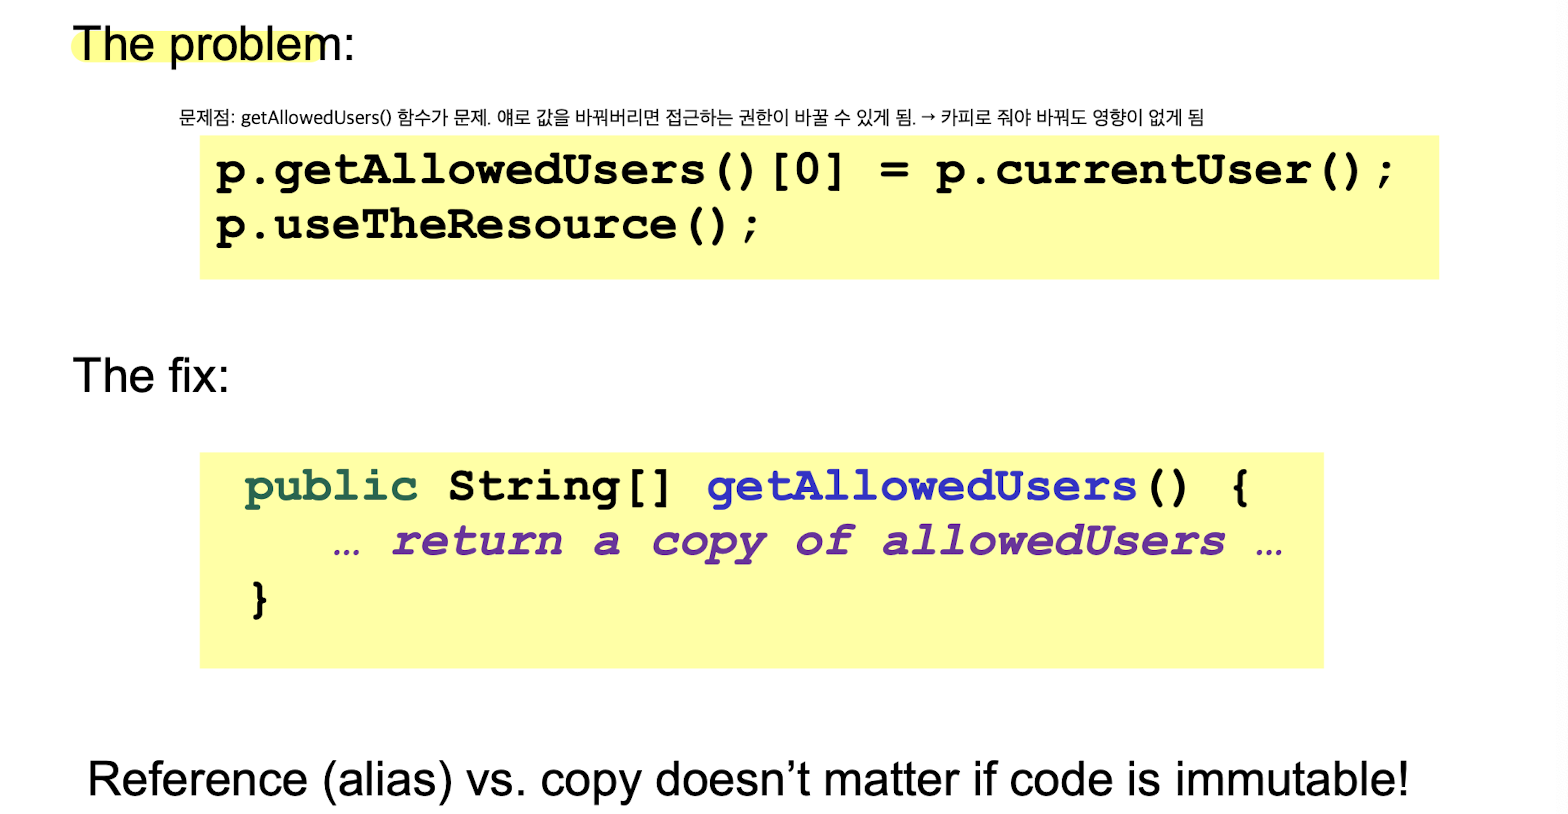 The problem:
문제점: getAllowedUsers() 함수가 문제. 얘로 값을 바꿔버리면 접근하는 권한이 바꿀 수 있게 됨. → 카피로 줘야 바꿔도 영향이 없게 됨
p.getAllowedUsers()[0] = p.currentUser();
p.useTheResource();
The fix:
public String[] getAllowedUsers() {
… return a copy of allowedUsers …
}
Reference (alias) vs. copy doesn’t matter if code is immutable!